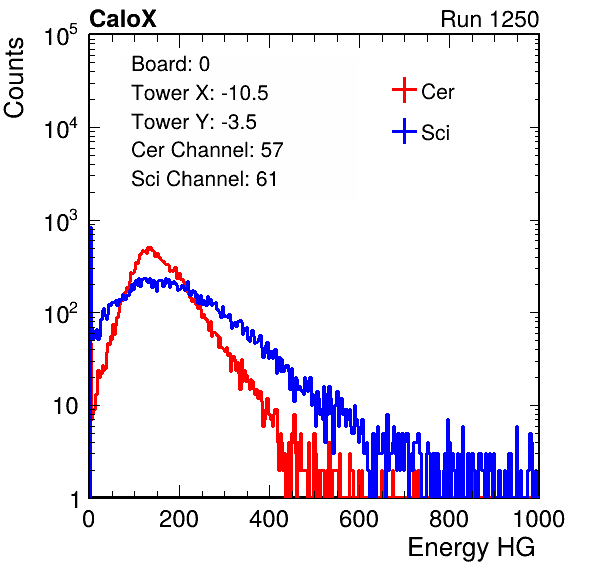 CaloX Run 1250
Counts
10^5
10^4
10^3
10^2
10
1
Board: 0
Tower X: -10.5
Tower Y: -3.5
Cer Channel: 57
Sci Channel: 61
Cer
Sci
0 200 400 600 800 1000
Energy HG